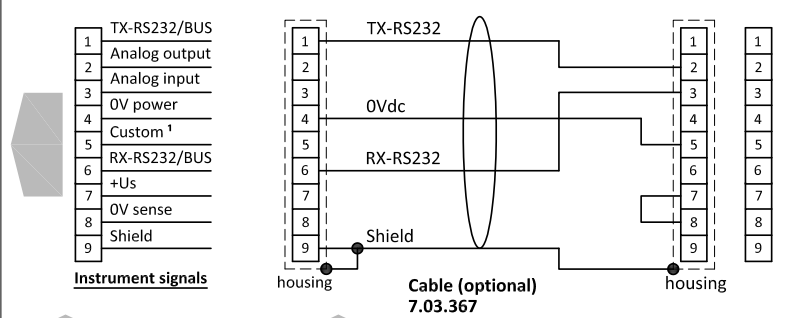 TX-RS232/BUS
1
Analog output
2
Analog input
3
0V power
4
Custom ¹
5
RX-RS232/BUS
6
+Us
7
0V sense
8
Shield
9
Instrument signals
TX-RS232
1
2
3
0Vdc
4
5
RX-RS232
6
7
8
Shield
9
housing
Cable (optional)
7.03.367
1
2
3
4
5
6
7
8
9
housing
1
2
3
4
5
6
7
8
9